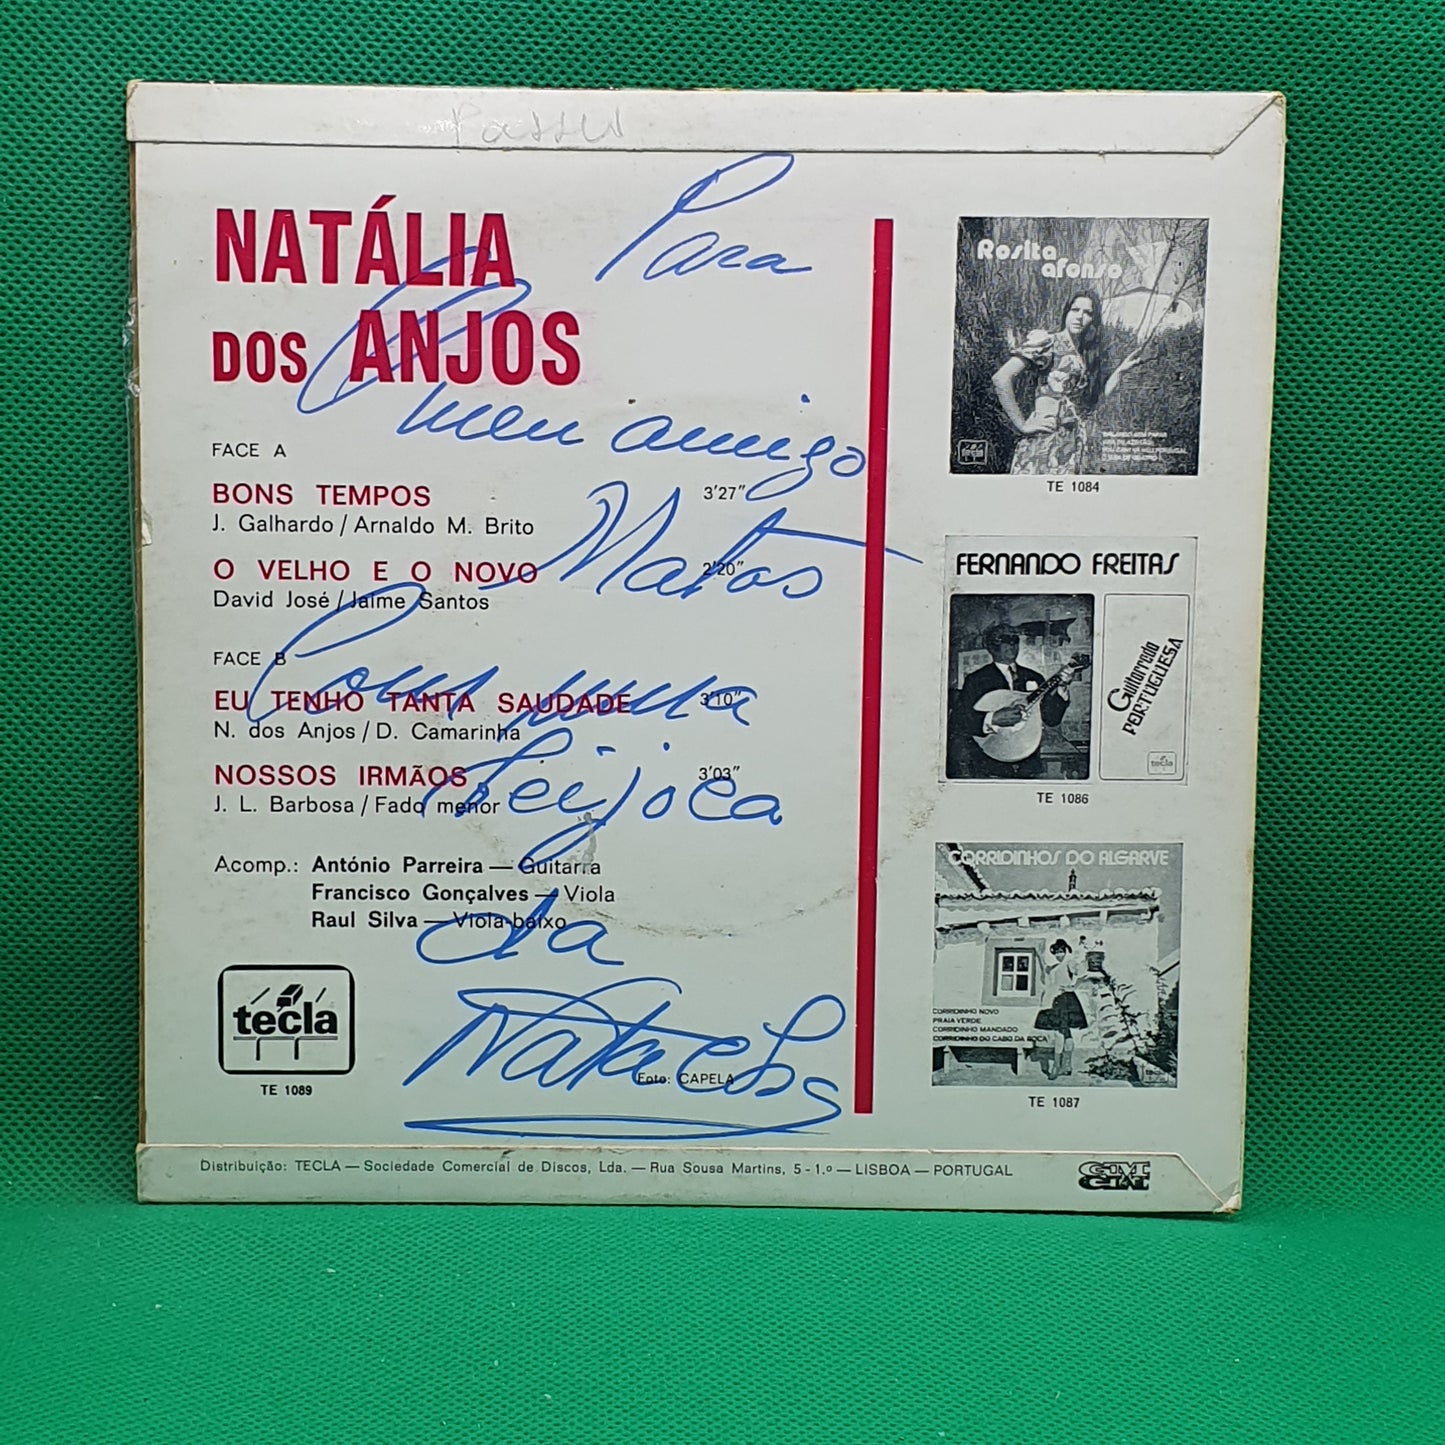 Para
O
meu amigo
Matos
Com uma
beijoca
da
Natália
NATÁLIA
DOS ANJOS
FACE A
BONS TEMPOS 3'27"
J. Galhardo / Arnaldo M. Brito
O VELHO E O NOVO 2'20"
David José / Jaime Santos
FACE B
EU TENHO TANTA SAUDADE 3'10"
N. dos Anjos / D. Camarinha
NOSSOS IRMÃOS 3'03"
J. L. Barbosa / Fado menor
Acomp.: António Parreira — Guitarra
Francisco Gonçalves — Viola
Raul Silva — Viola-baixo
tecla
TE 1089
Foto: CAPELA
Rosita
afonso
tecla
TE 1084
FERNANDO FREITAS
Guitarrada
PORTUGUESA
tecla
TE 1086
CORRIDINHOS DO ALGARVE
CORRIDINHO NOVO
PRAIA VERDE
CORRIDINHO MANDADO
CORRIDINHO DO CABO DA ROCA
TE 1087
Distribuição: TECLA — Sociedade Comercial de Discos, Lda. — Rua Sousa Martins, 5 - 1.º — LISBOA — PORTUGAL